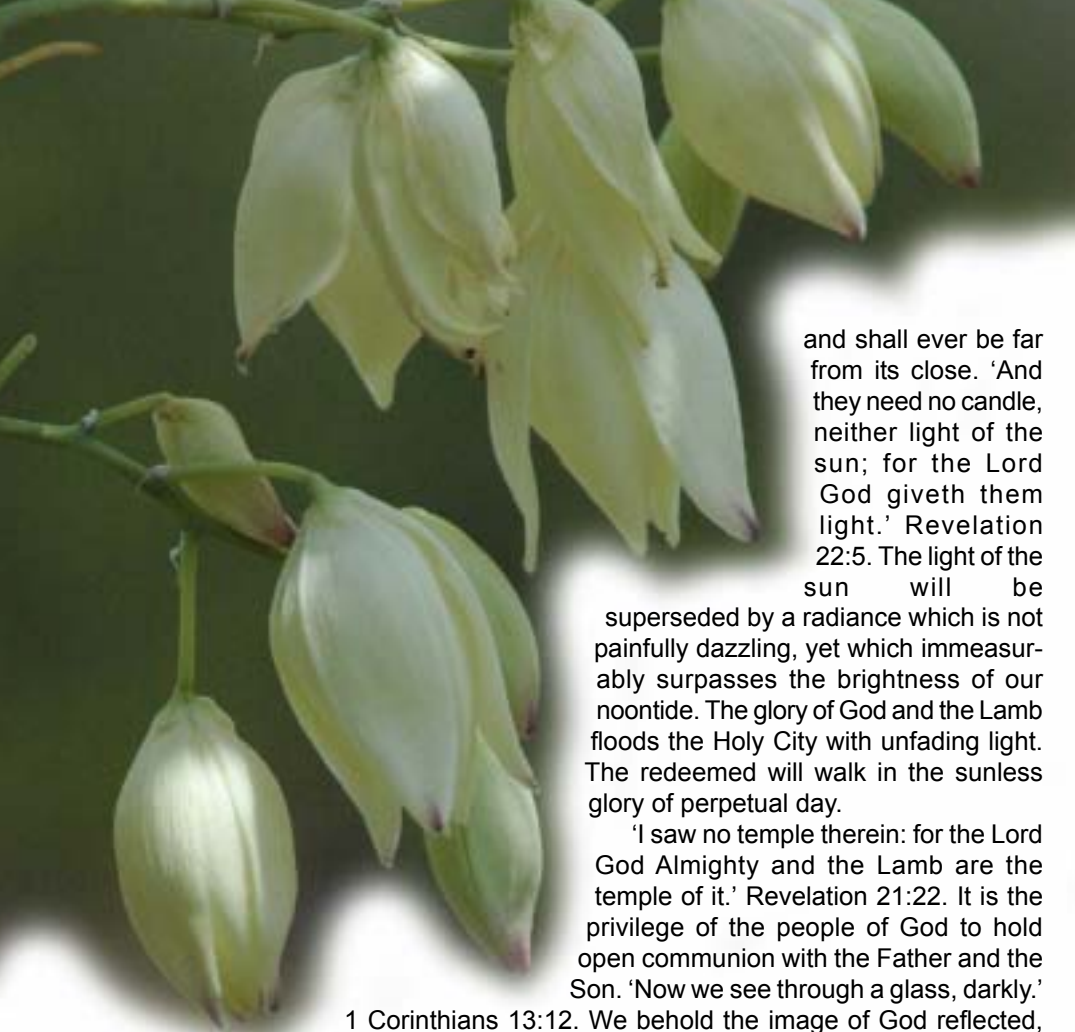 and shall ever be far
from its close. ‘And
they need no candle,
neither light of the
sun; for the Lord
God giveth them
light.’ Revelation
22:5. The light of the
sun will be
superseded by a radiance which is not
painfully dazzling, yet which immeasur-
ably surpasses the brightness of our
noontide. The glory of God and the Lamb
floods the Holy City with unfading light.
The redeemed will walk in the sunless
glory of perpetual day.
‘I saw no temple therein: for the Lord
God Almighty and the Lamb are the
temple of it.’ Revelation 21:22. It is the
privilege of the people of God to hold
open communion with the Father and the
Son. ‘Now we see through a glass, darkly.’
1 Corinthians 13:12. We behold the image of God reflected,